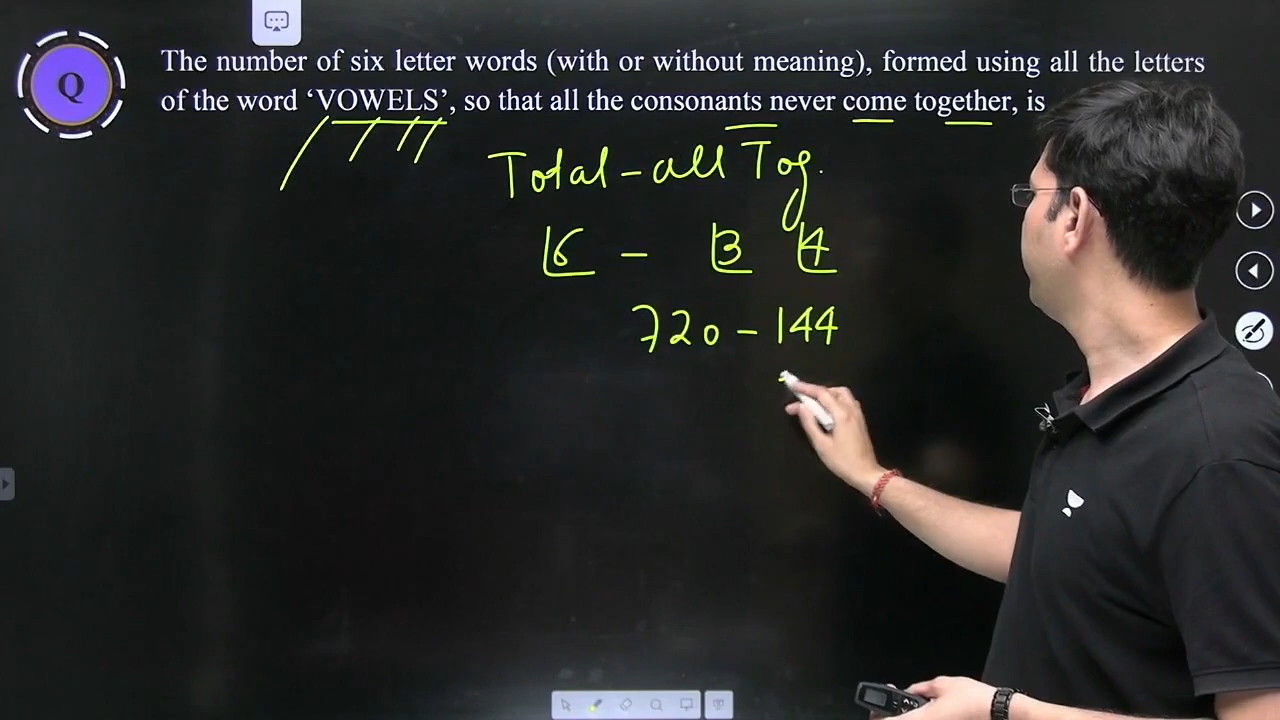 Q
The number of six letter words (with or without meaning), formed using all the letters
of the word ‘VOWELS’, so that all the consonants never come together, is
Total – all Tog.
6 – 3 4
720 – 144